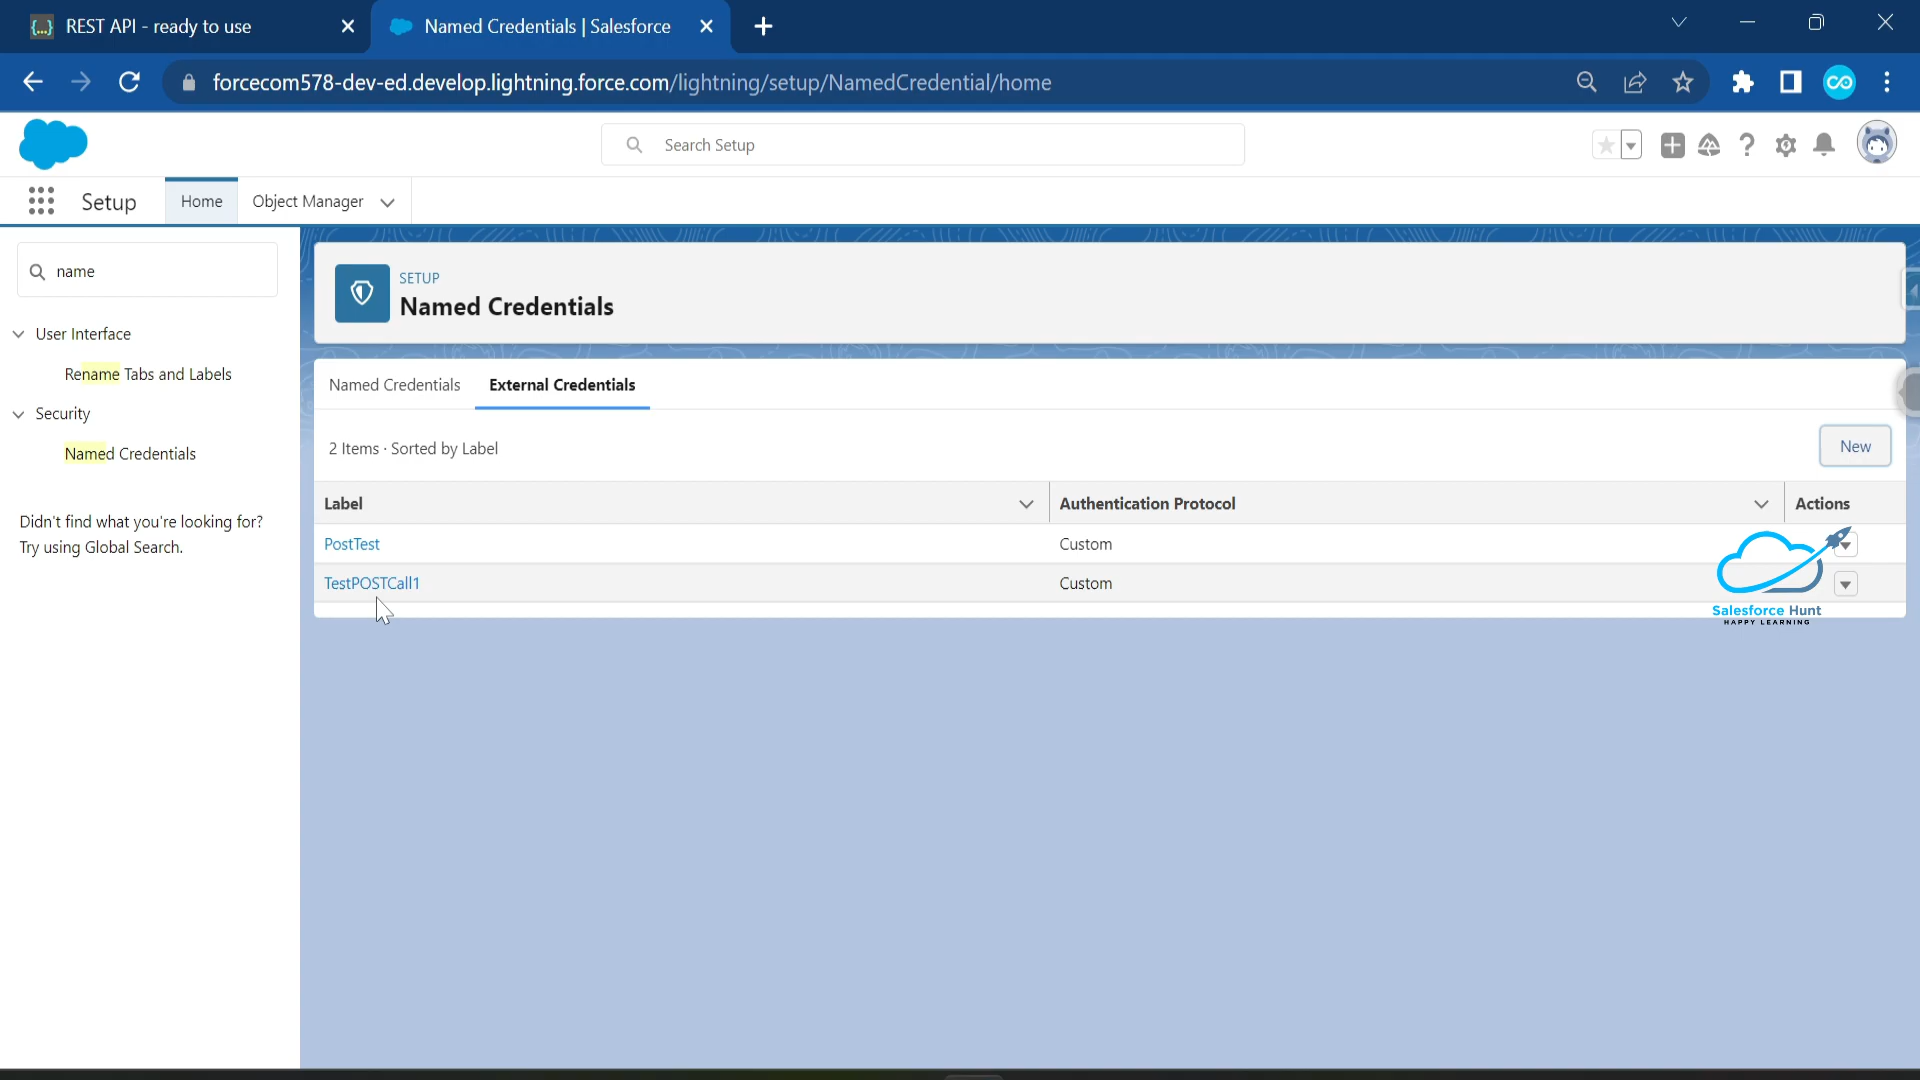 REST API - ready to use
Named Credentials | Salesforce
forcecom578-dev-ed.develop.lightning.force.com/lightning/setup/NamedCredential/home
Search Setup
Setup
Home
Object Manager
name
User Interface
Rename Tabs and Labels
Security
Named Credentials
Didn't find what you're looking for?
Try using Global Search.
SETUP
Named Credentials
Named Credentials
External Credentials
2 Items · Sorted by Label
New
Label
Authentication Protocol
Actions
PostTest
Custom
TestPOSTCall1
Custom
Salesforce Hunt
HAPPY LEARNING